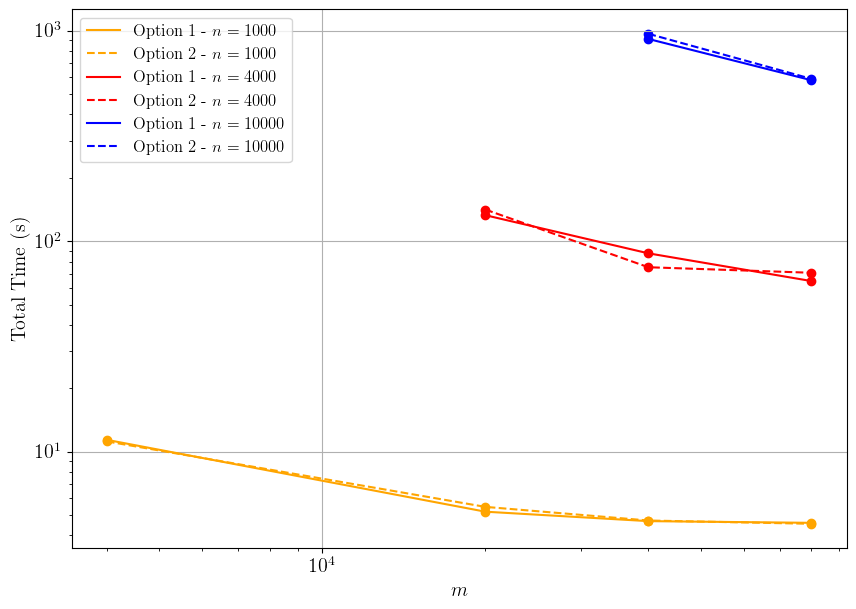 Option 1 - n = 1000
Option 2 - n = 1000
Option 1 - n = 4000
Option 2 - n = 4000
Option 1 - n = 10000
Option 2 - n = 10000
10³
10²
10¹
Total Time (s)
10⁴
m